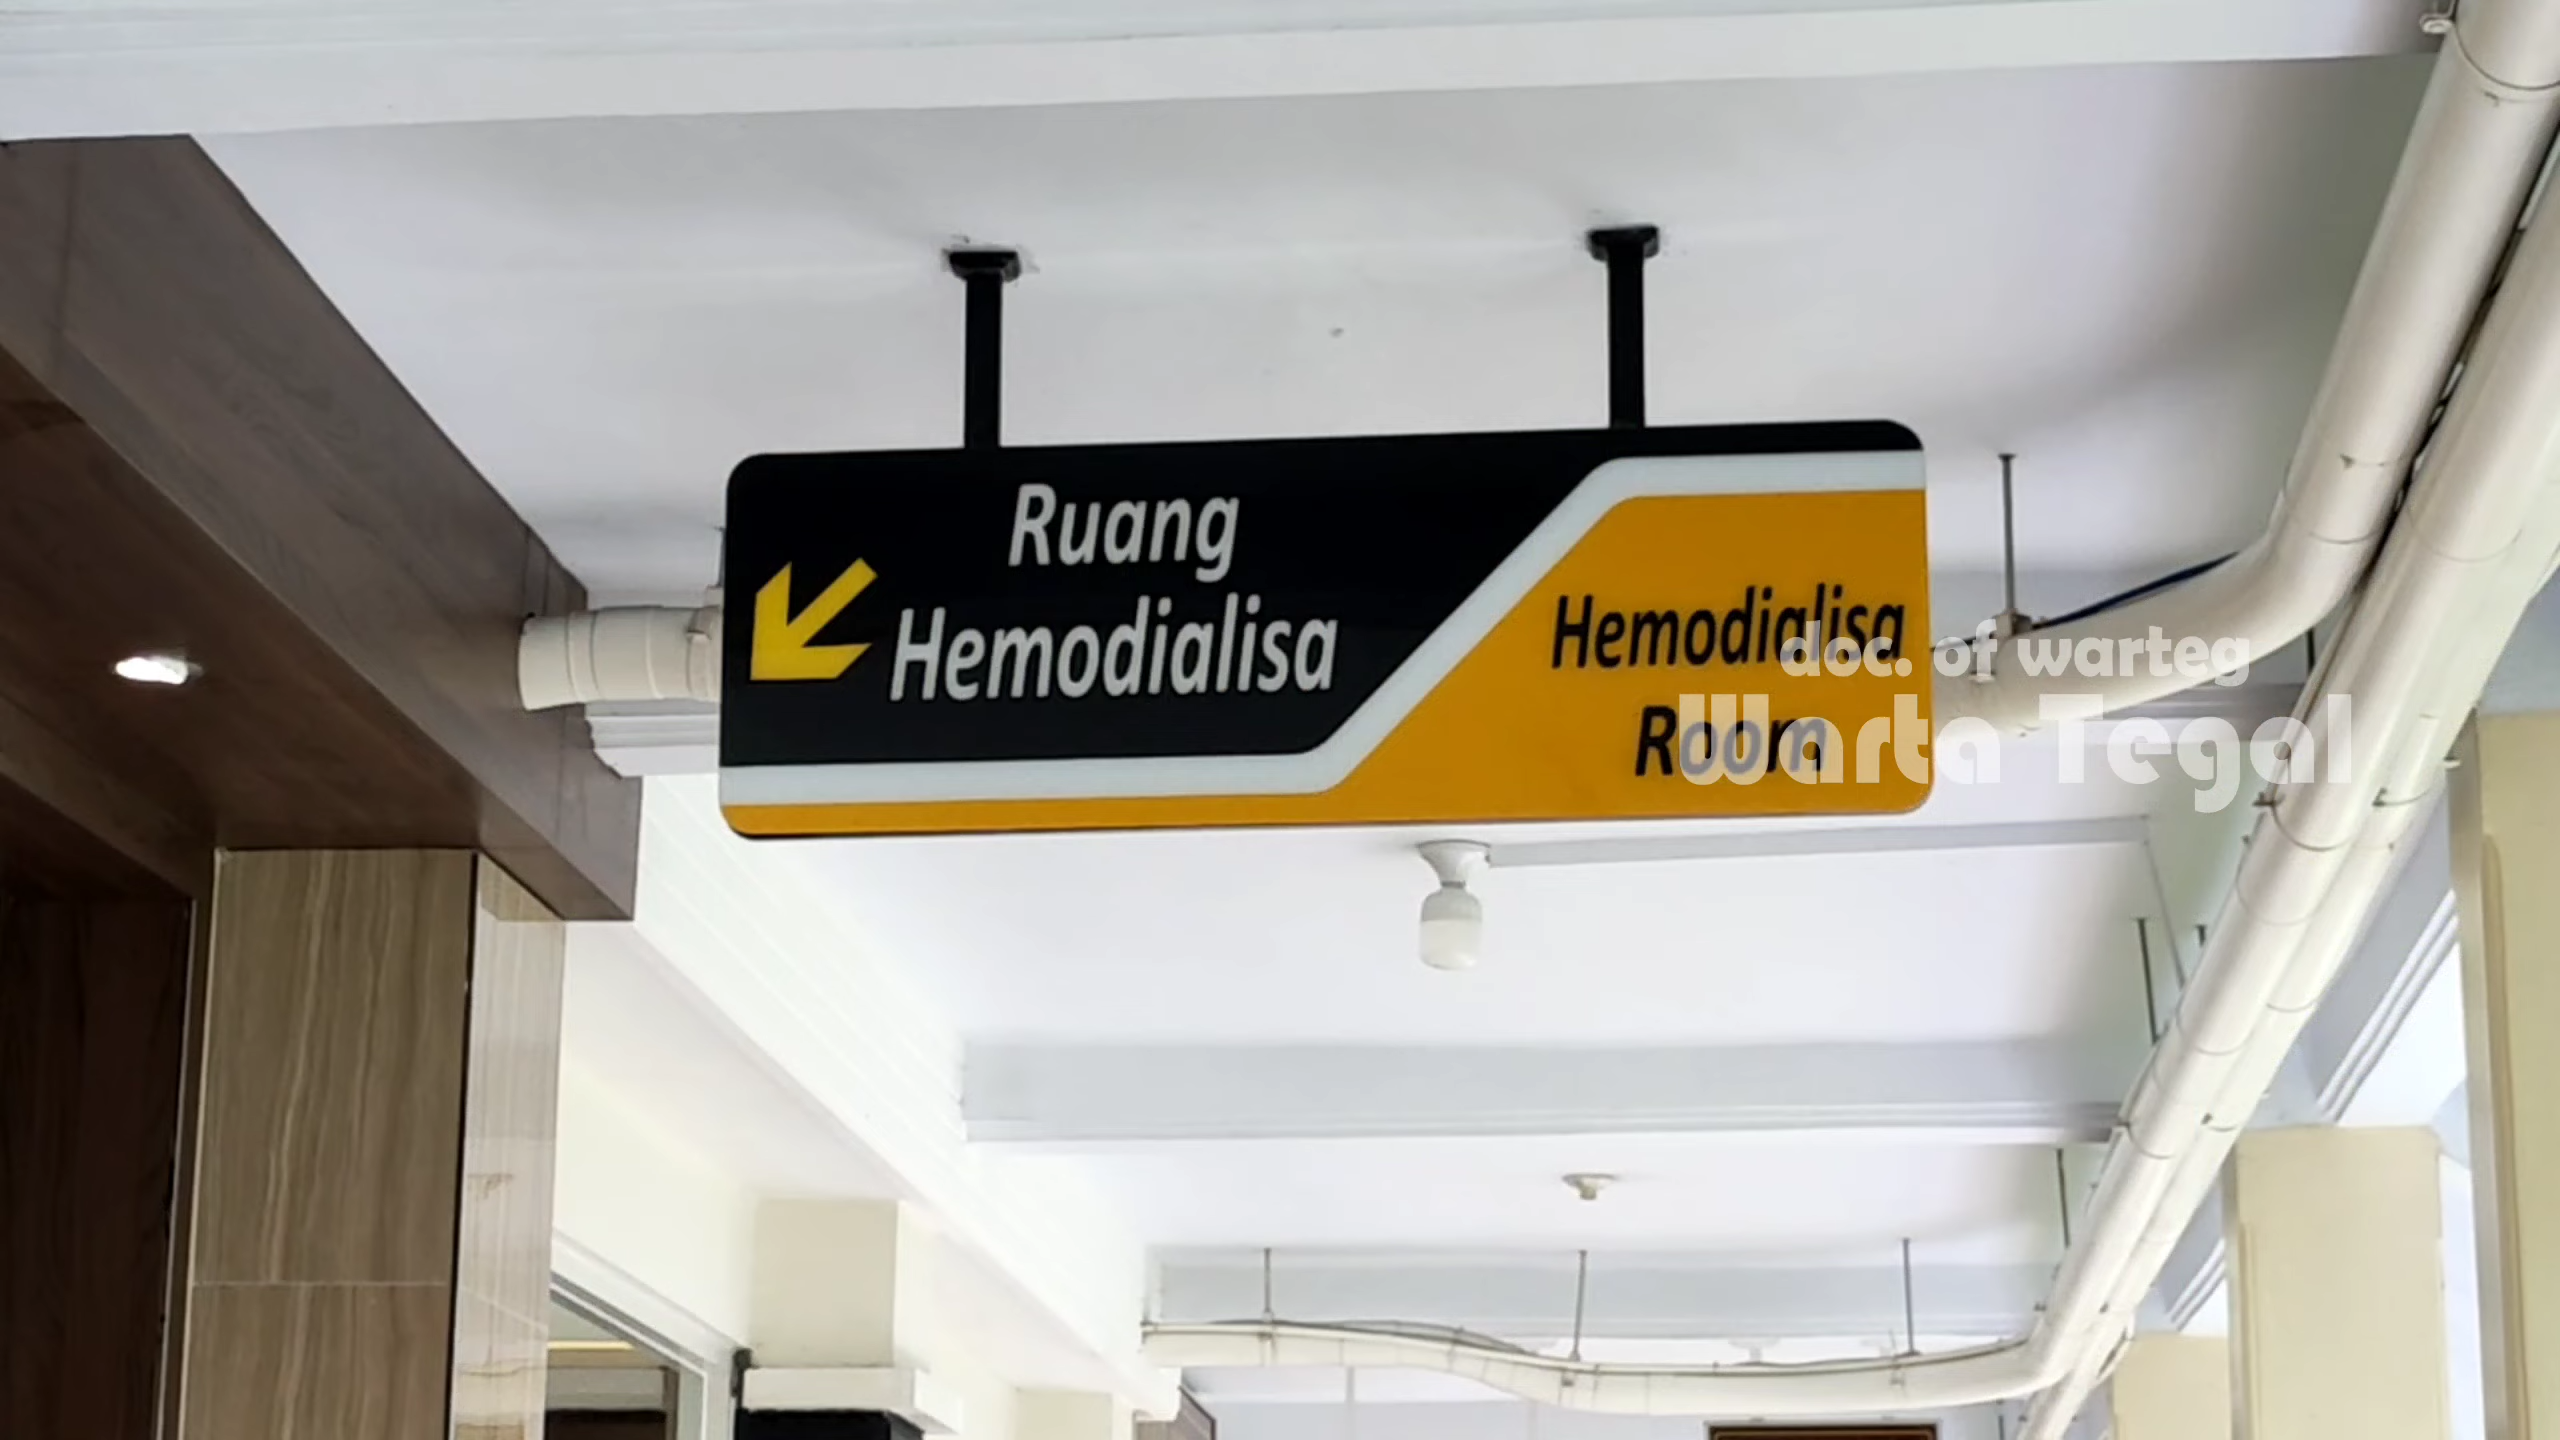 Ruang
Hemodialisa
Hemodialisa
Room
doc. of warteg
Warta Tegal